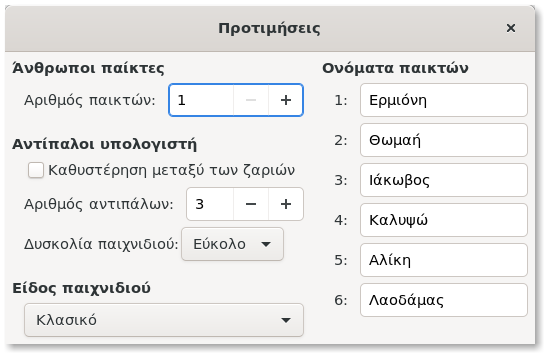 Προτιμήσεις
Άνθρωποι παίκτες
Αριθμός παικτών: 1
Αντίπαλοι υπολογιστή
Καθυστέρηση μεταξύ των ζαριών
Αριθμός αντιπάλων: 3
Δυσκολία παιχνιδιού: Εύκολο
Είδος παιχνιδιού
Κλασικό
Ονόματα παικτών
1: Ερμιόνη
2: Θωμαή
3: Ιάκωβος
4: Καλυψώ
5: Αλίκη
6: Λαοδάμας